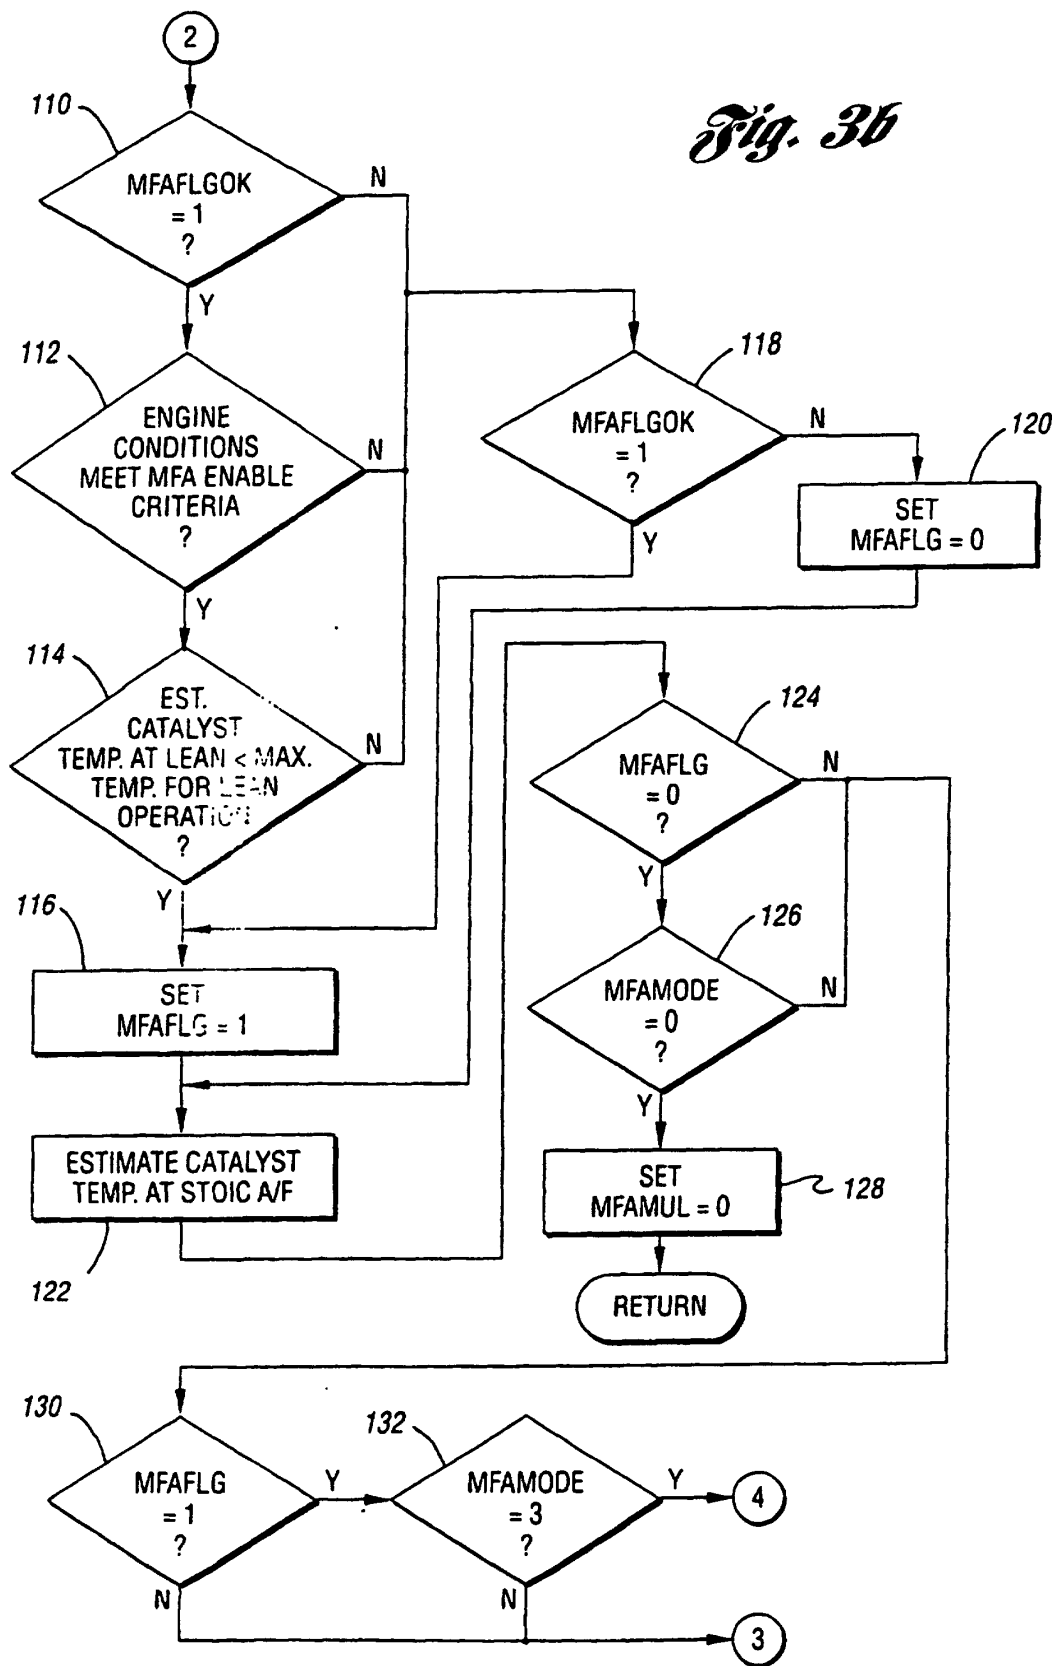 2
Fig. 3b
110
MFAFLGOK
= 1
?
N
Y
112
ENGINE
CONDITIONS
MEET MFA ENABLE
CRITERIA
?
N
Y
118
MFAFLGOK
= 1
?
N
Y
120
SET
MFAFLG = 0
114
EST.
CATALYST
TEMP. AT LEAN < MAX.
TEMP. FOR LEAN
OPERATION
?
N
Y
116
SET
MFAFLG = 1
ESTIMATE CATALYST
TEMP. AT STOIC A/F
122
124
MFAFLG
= 0
?
N
Y
126
MFAMODE
= 0
?
N
Y
SET
MFAMUL = 0
128
RETURN
130
MFAFLG
= 1
?
Y
N
132
MFAMODE
= 3
?
Y
N
4
3